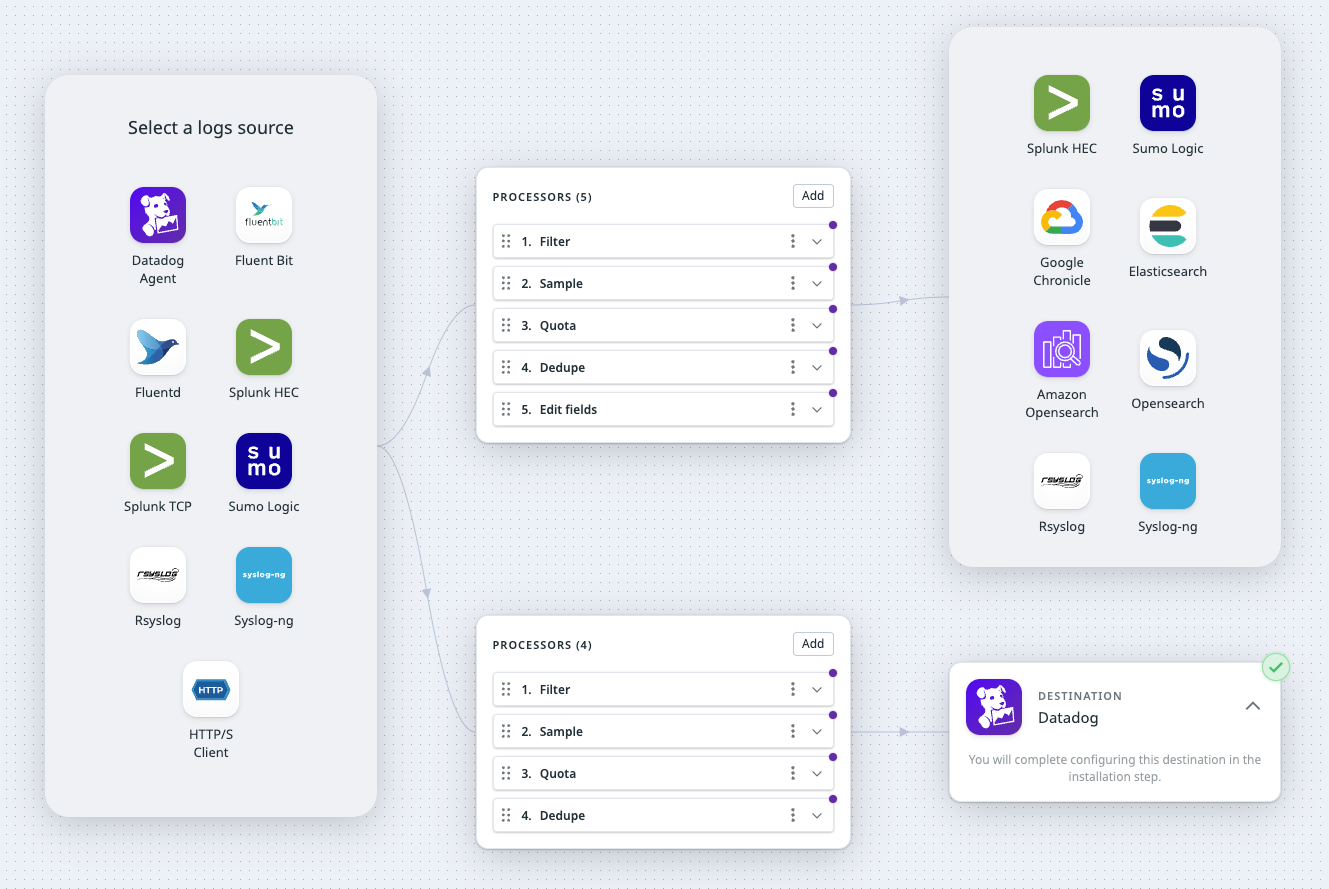 Select a logs source
Datadog
Agent
fluentbit
Fluent Bit
Fluentd
Splunk HEC
Splunk TCP
su
mo
Sumo Logic
RSYSLOG
Rsyslog
syslog-ng
Syslog-ng
HTTP
HTTP/S
Client
PROCESSORS (5)
Add
1. Filter
2. Sample
3. Quota
4. Dedupe
5. Edit fields
PROCESSORS (4)
Add
1. Filter
2. Sample
3. Quota
4. Dedupe
Splunk HEC
su
mo
Sumo Logic
Google
Chronicle
Elasticsearch
Amazon
Opensearch
Opensearch
RSYSLOG
Rsyslog
syslog-ng
Syslog-ng
DESTINATION
Datadog
You will complete configuring this destination in the
installation step.